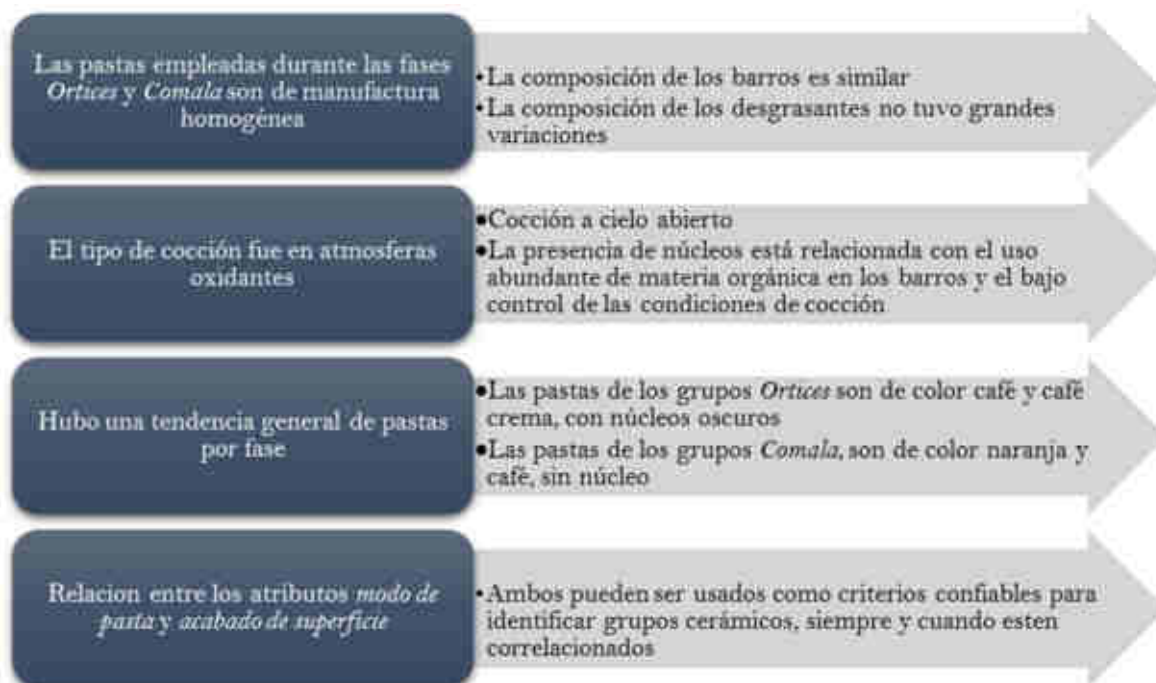 Las pastas empleadas durante las fases
Ortices y Comala son de manufactura
homogénea
•La composición de los barros es similar
•La composición de los desgrasantes no tuvo grandes
variaciones
El tipo de cocción fue en atmosferas
oxidantes
•Cocción a cielo abierto
•La presencia de núcleos está relacionada con el uso
abundante de materia orgánica en los barros y el bajo
control de las condiciones de cocción
Hubo una tendencia general de pastas
por fase
•Las pastas de los grupos Ortices son de color café y café
crema, con núcleos oscuros
•Las pastas de los grupos Comala, son de color naranja y
café, sin núcleo
Relacion entre los atributos modo de
pasta y acabado de superficie
•Ambos pueden ser usados como criterios confiables para
identificar grupos cerámicos, siempre y cuando esten
correlacionados